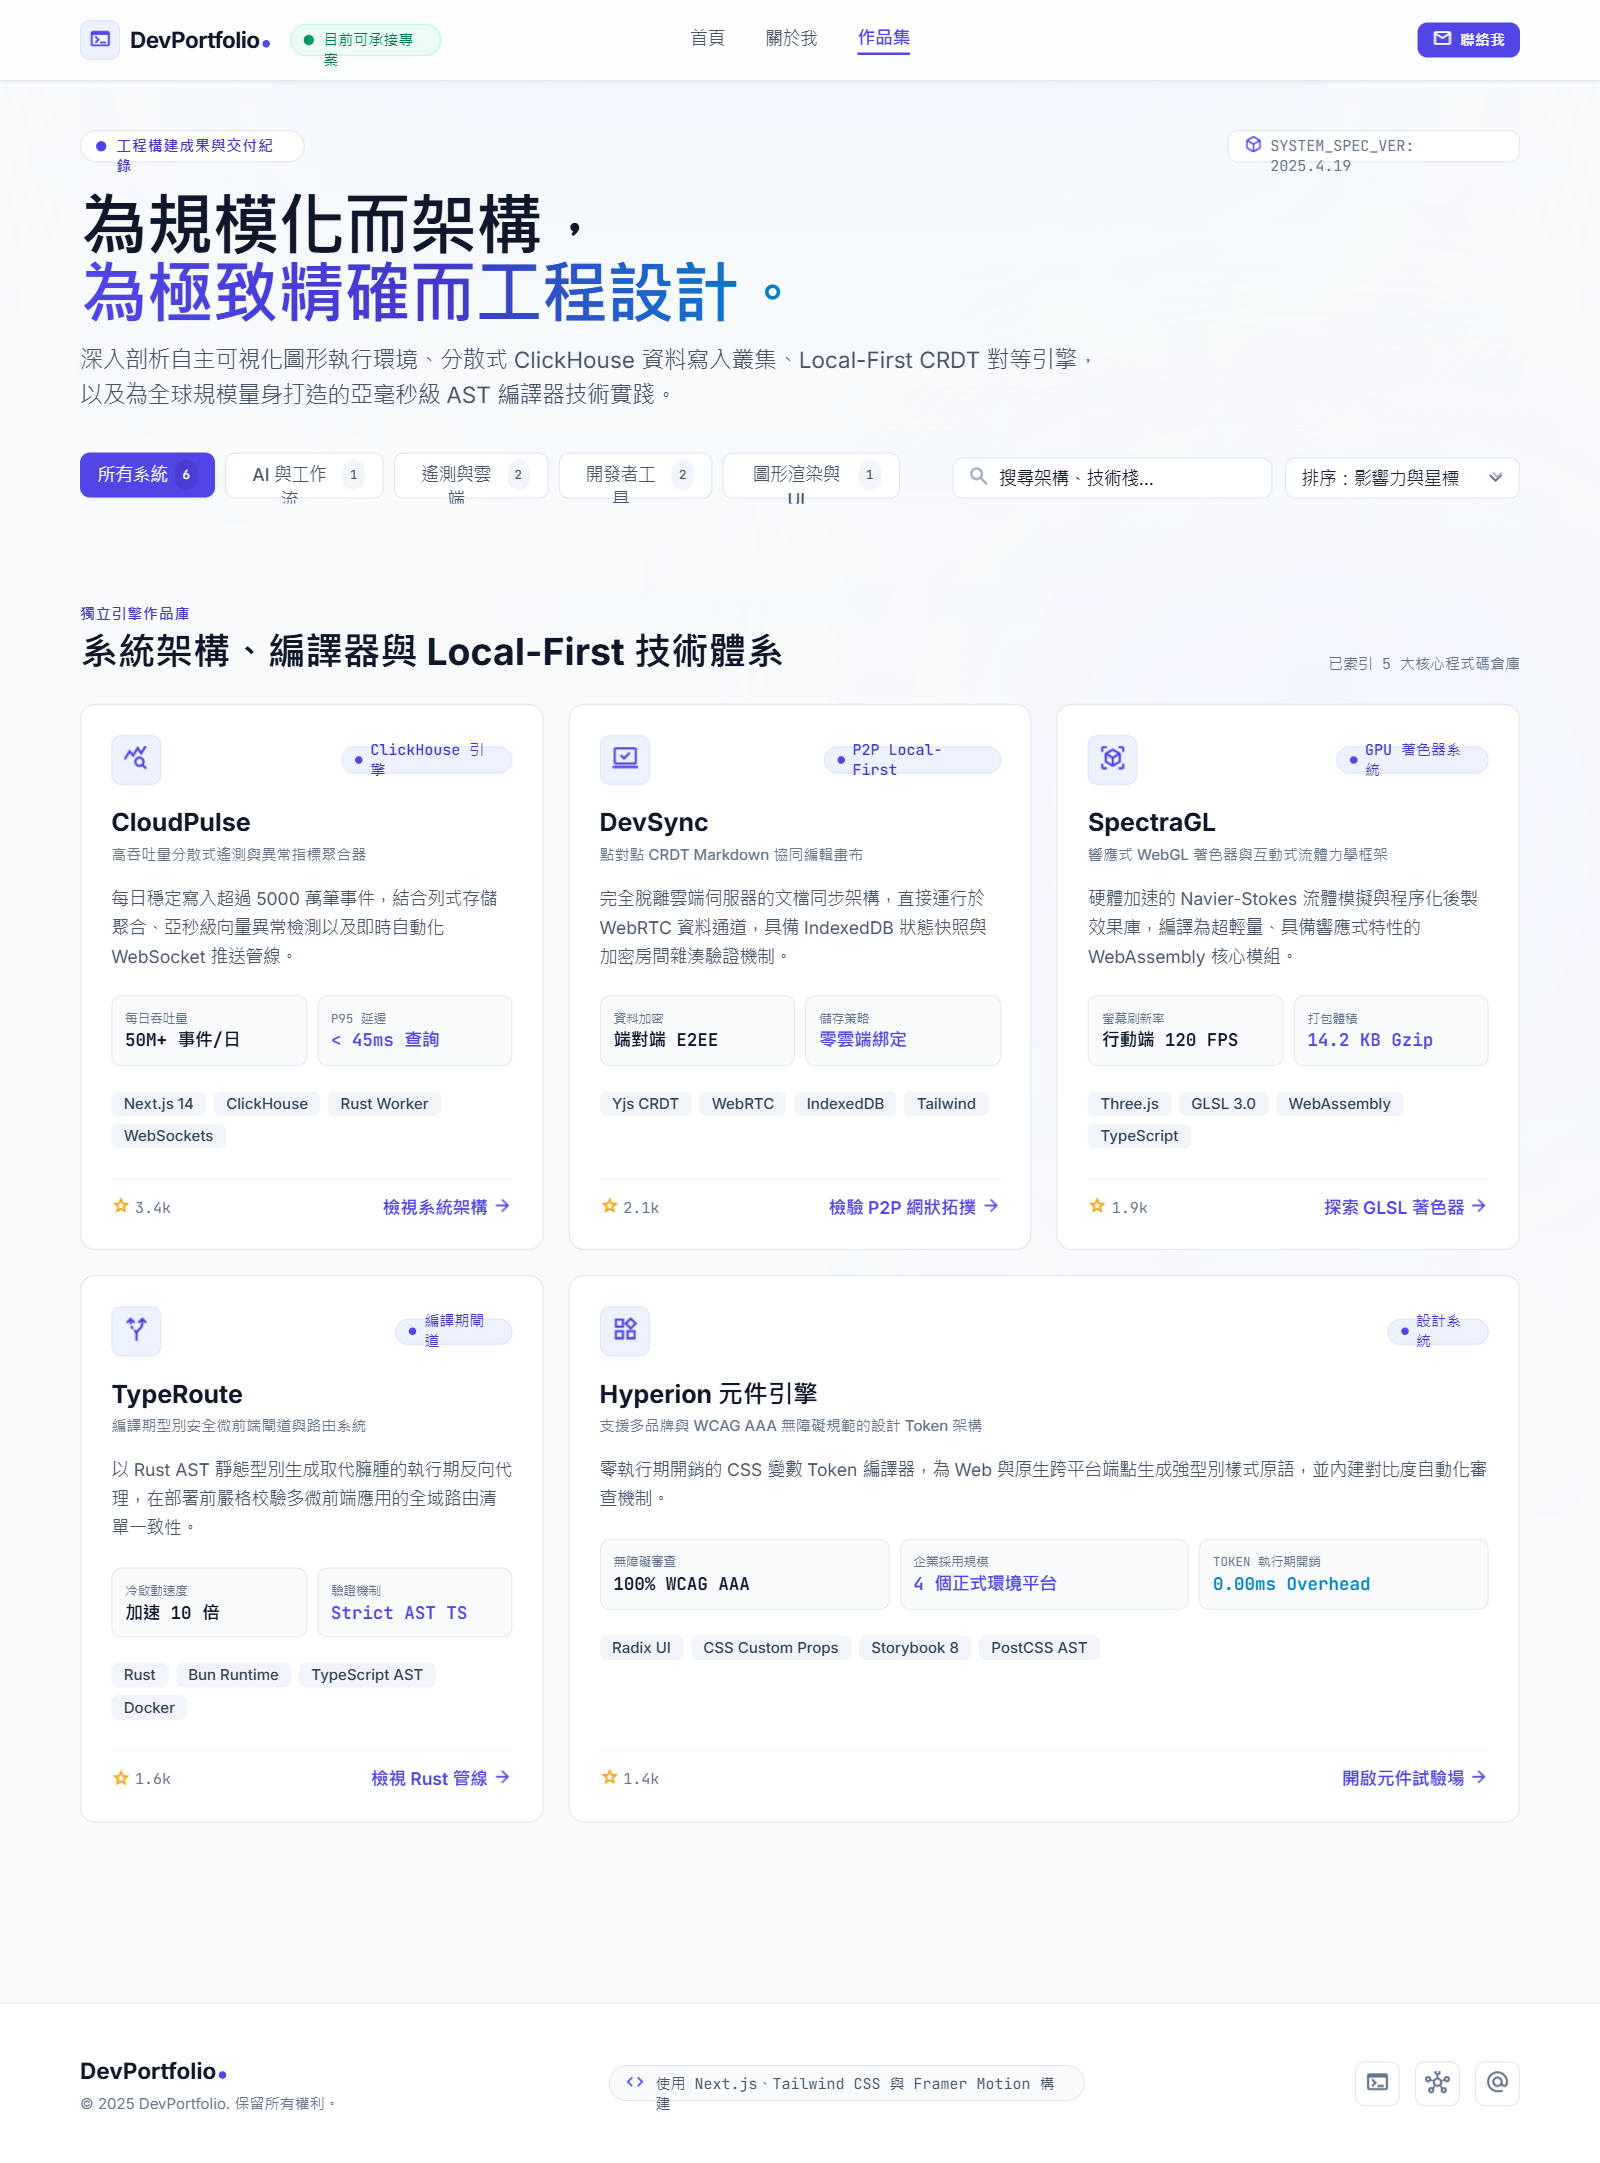 DevPortfolio
目前可承接專
案
首頁
關於我
作品集
聯絡我
工程構建成果與交付紀
錄
SYSTEM_SPEC_VER:
2025.4.19
為規模化而架構，
為極致精確而工程設計。
深入剖析自主可視化圖形執行環境、分散式 ClickHouse 資料寫入叢集、Local-First CRDT 對等引擎，
以及為全球規模量身打造的亞毫秒級 AST 編譯器技術實踐。
所有系統 6
AI 與工作
流
1
遙測與雲
端
2
開發者工
具
2
圖形渲染與
UI
1
搜尋架構、技術棧...
排序：影響力與星標
獨立引擎作品庫
系統架構、編譯器與 Local-First 技術體系
已索引 5 大核心程式碼倉庫
ClickHouse 引
擎
CloudPulse
高吞吐量分散式遙測與異常指標聚合器
每日穩定寫入超過 5000 萬筆事件，結合列式存儲
聚合、亞秒級向量異常檢測以及即時自動化
WebSocket 推送管線。
每日吞吐量
50M+ 事件/日
P95 延遲
< 45ms 查詢
Next.js 14
ClickHouse
Rust Worker
WebSockets
3.4k
檢視系統架構
P2P Local-
First
DevSync
點對點 CRDT Markdown 協同編輯畫布
完全脫離雲端伺服器的文檔同步架構，直接運行於
WebRTC 資料通道，具備 IndexedDB 狀態快照與
加密房間雜湊驗證機制。
資料加密
端對端 E2EE
儲存策略
零雲端綁定
Yjs CRDT
WebRTC
IndexedDB
Tailwind
2.1k
檢驗 P2P 網狀拓撲
GPU 著色器系
統
SpectraGL
響應式 WebGL 著色器與互動式流體力學框架
硬體加速的 Navier-Stokes 流體模擬與程序化後製
效果庫，編譯為超輕量、具備響應式特性的
WebAssembly 核心模組。
螢幕刷新率
行動端 120 FPS
打包體積
14.2 KB Gzip
Three.js
GLSL 3.0
WebAssembly
TypeScript
1.9k
探索 GLSL 著色器
編譯期閘
道
TypeRoute
編譯期型別安全微前端閘道與路由系統
以 Rust AST 靜態型別生成取代臃腫的執行期反向代
理，在部署前嚴格校驗多微前端應用的全域路由清
單一致性。
冷啟動速度
加速 10 倍
驗證機制
Strict AST TS
Rust
Bun Runtime
TypeScript AST
Docker
1.6k
檢視 Rust 管線
設計系
統
Hyperion 元件引擎
支援多品牌與 WCAG AAA 無障礙規範的設計 Token 架構
零執行期開銷的 CSS 變數 Token 編譯器，為 Web 與原生跨平台端點生成強型別樣式原語，並內建對比度自動化審
查機制。
無障礙審查
100% WCAG AAA
企業採用規模
4 個正式環境平台
TOKEN 執行期開銷
0.00ms Overhead
Radix UI
CSS Custom Props
Storybook 8
PostCSS AST
1.4k
開啟元件試驗場
DevPortfolio
© 2025 DevPortfolio. 保留所有權利。
使用 Next.js、Tailwind CSS 與 Framer Motion 構
建